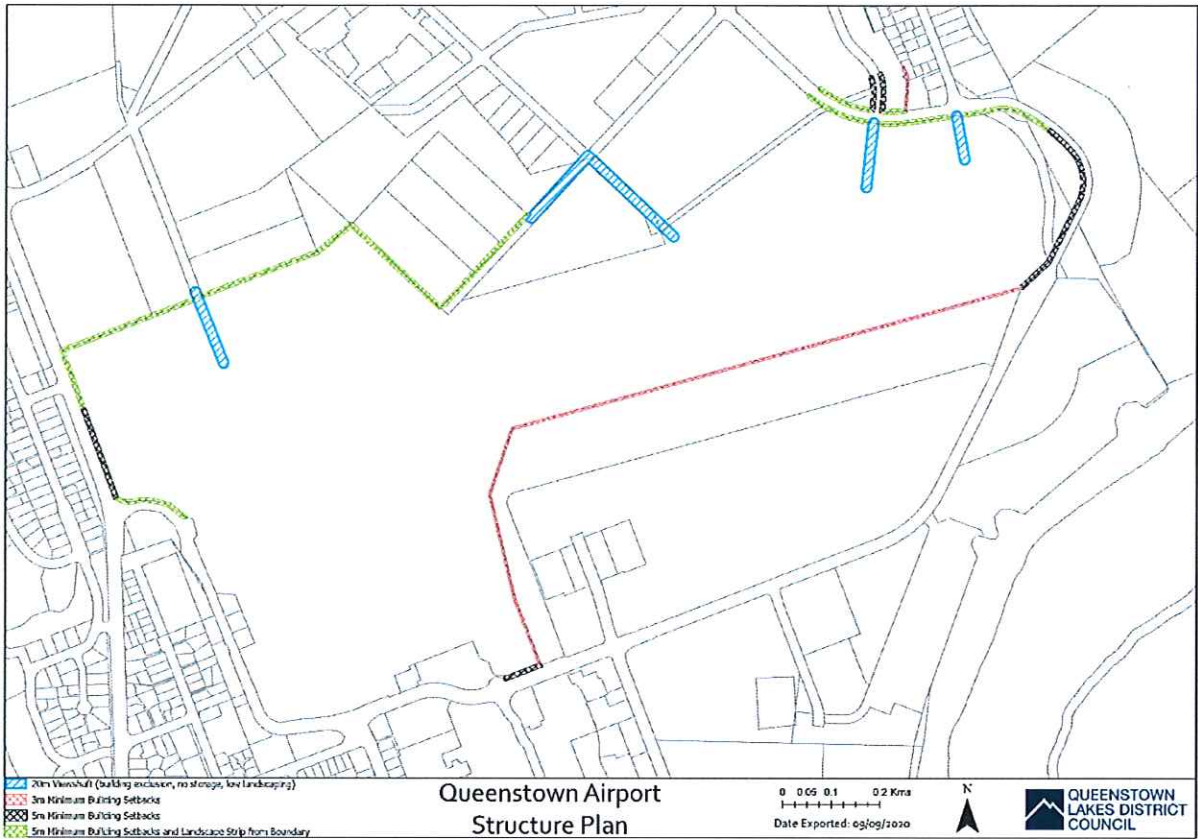 20m Viewshaft (building exclusion, no storage, low landscaping)
3m Minimum Building Setbacks
5m Minimum Building Setbacks
5m Minimum Building Setbacks and Landscape Strip from Boundary
Queenstown Airport
Structure Plan
0 0.05 0.1 0.2 Kms
Date Exported: 09/09/2020
N
QUEENSTOWN
LAKES DISTRICT
COUNCIL